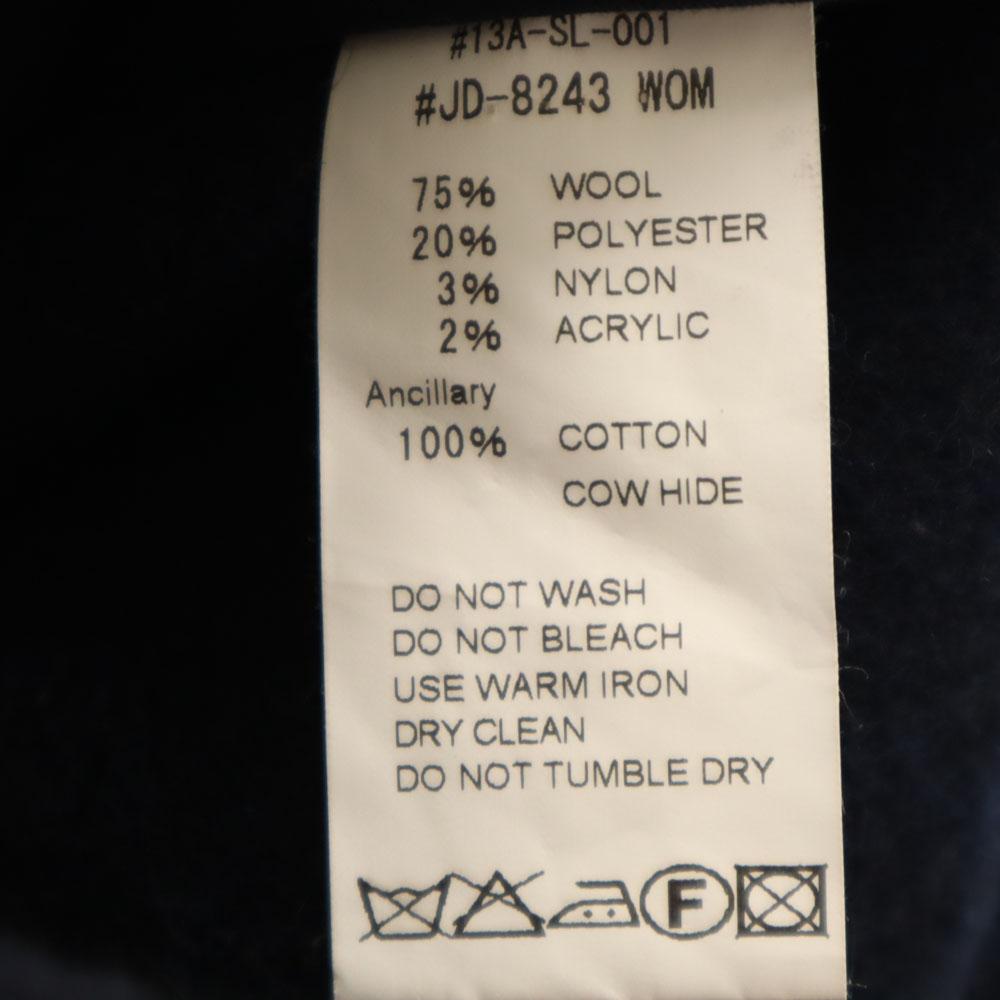 #13A-SL-001
#JD-8243 WOM
75% WOOL
20% POLYESTER
3% NYLON
2% ACRYLIC
Ancillary
100% COTTON
COW HIDE
DO NOT WASH
DO NOT BLEACH
USE WARM IRON
DRY CLEAN
DO NOT TUMBLE DRY
F